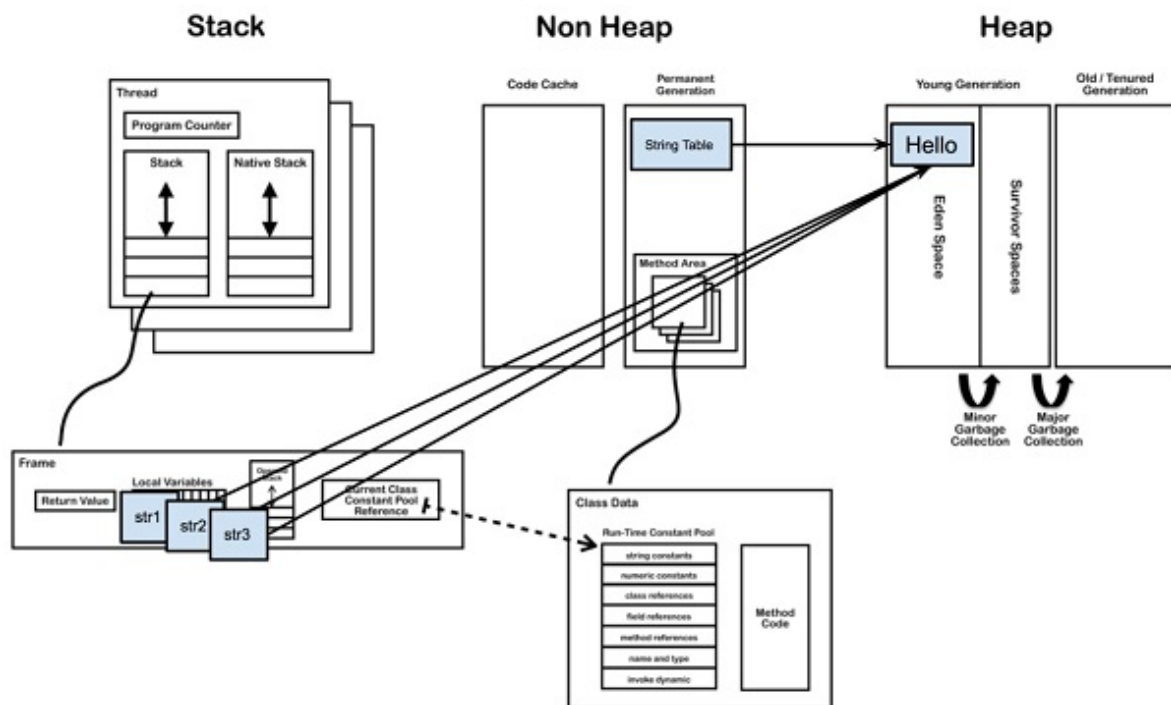 Stack
Non Heap
Heap
Thread
Program Counter
Stack
Native Stack
Code Cache
Permanent
Generation
String Table
Method Area
Young Generation
Old / Tenured
Generation
Hello
Eden Space
Survivor Spaces
Minor
Garbage
Collection
Major
Garbage
Collection
Frame
Return Value
Local Variables
str1
str2
str3
Stack
Current Class
Constant Pool
Reference
Class Data
Run-Time Constant Pool
string constants
numeric constants
class references
field references
method references
name and type
invoke dynamic
Method
Code